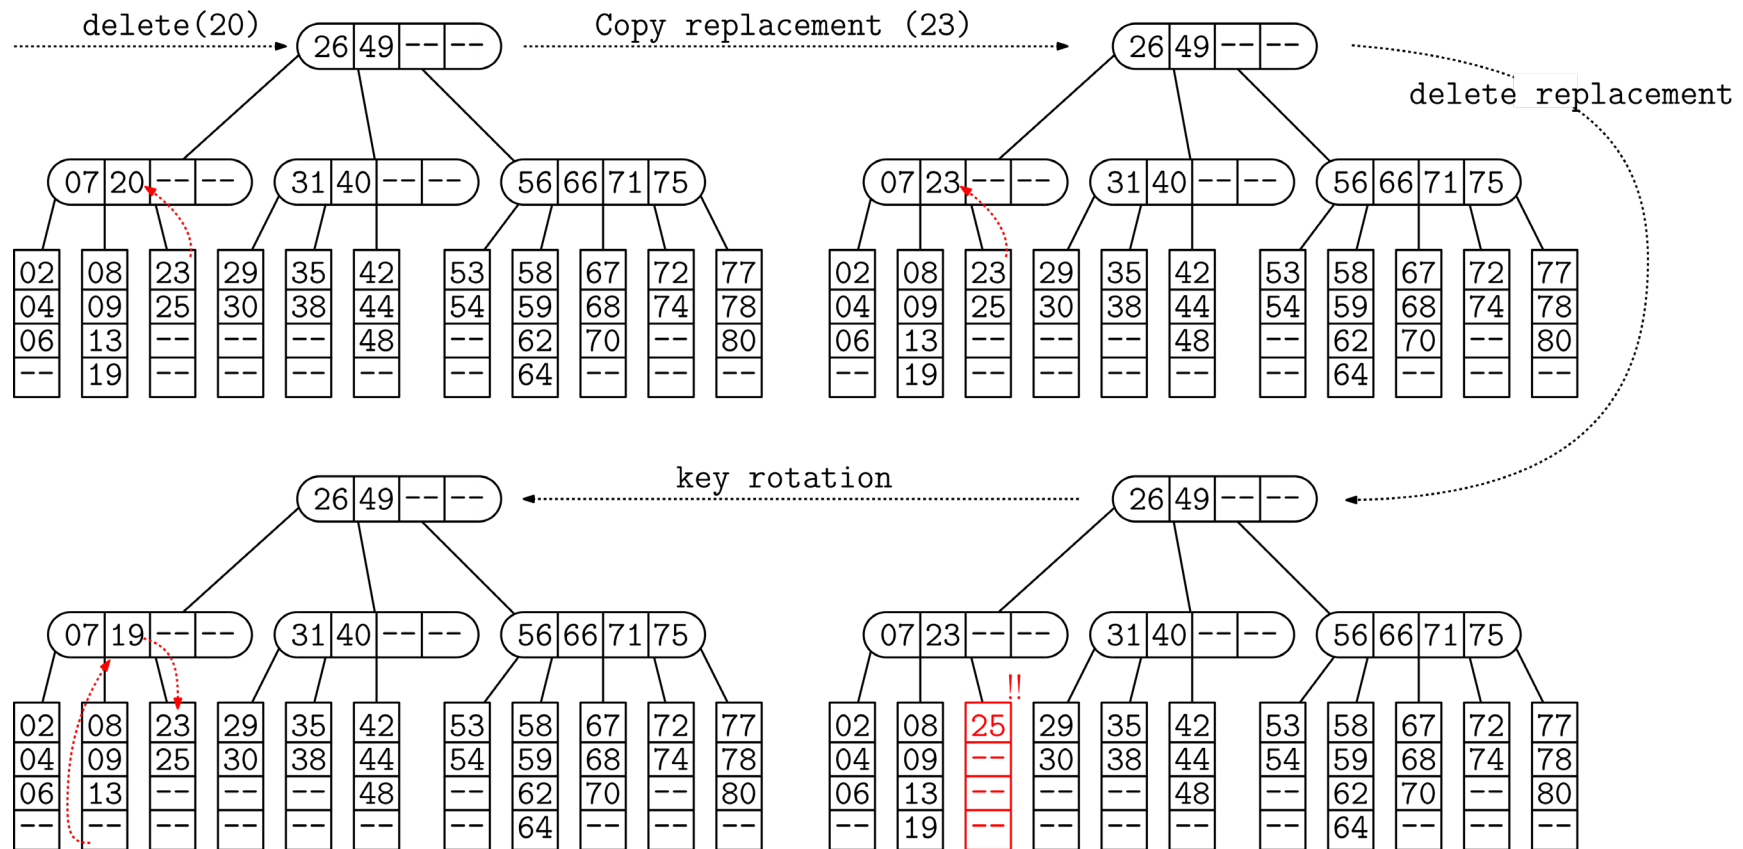 delete(20)
26 49 -- --
Copy replacement (23)
26 49 -- --
delete replacement
07 20 -- --
31 40 -- --
56 66 71 75
07 23 -- --
31 40 -- --
56 66 71 75
02 08 23 29 35 42 53 58 67 72 77
04 09 25 30 38 44 54 59 68 74 78
06 13 -- -- -- 48 -- 62 70 -- 80
-- 19 -- -- -- -- -- 64 -- -- --
02 08 23 29 35 42 53 58 67 72 77
04 09 25 30 38 44 54 59 68 74 78
06 13 -- -- -- 48 -- 62 70 -- 80
-- 19 -- -- -- -- -- 64 -- -- --
26 49 -- --
key rotation
26 49 -- --
07 19 -- --
31 40 -- --
56 66 71 75
07 23 -- --
31 40 -- --
56 66 71 75
!!
02 08 23 29 35 42 53 58 67 72 77
04 09 25 30 38 44 54 59 68 74 78
06 13 -- -- -- 48 -- 62 70 -- 80
-- -- -- -- -- -- -- 64 -- -- --
02 08 25 29 35 42 53 58 67 72 77
04 09 -- 30 38 44 54 59 68 74 78
06 13 -- -- -- 48 -- 62 70 -- 80
-- 19 -- -- -- -- -- 64 -- -- --